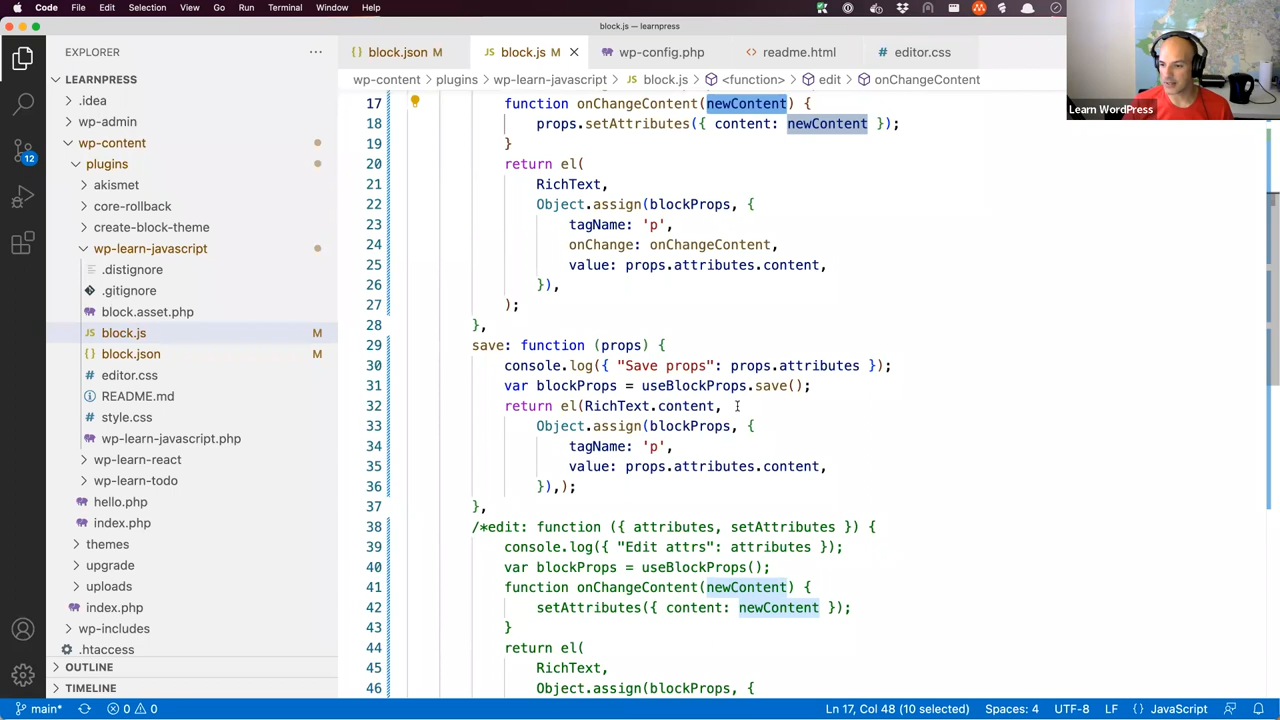 Code File Edit Selection View Go Run Terminal Window Help
block.js — learnpress
EXPLORER
LEARNPRESS
.idea
wp-admin
wp-content
plugins
akismet
core-rollback
create-block-theme
wp-learn-javascript
.distignore
.gitignore
block.asset.php
JS block.js M
{} block.json M
editor.css
README.md
style.css
wp-learn-javascript.php
wp-learn-react
wp-learn-todo
hello.php
index.php
themes
upgrade
uploads
index.php
wp-includes
.htaccess
OUTLINE
TIMELINE
12
{} block.json M JS block.js M wp-config.php <> readme.html # editor.css
wp-content > plugins > wp-learn-javascript > JS block.js > <function> > edit > onChangeContent
17 function onChangeContent(newContent) {
18 props.setAttributes({ content: newContent });
19 }
20 return el(
21 RichText,
22 Object.assign(blockProps, {
23 tagName: 'p',
24 onChange: onChangeContent,
25 value: props.attributes.content,
26 }),
27 );
28 },
29 save: function (props) {
30 console.log({ "Save props": props.attributes });
31 var blockProps = useBlockProps.save();
32 return el(RichText.content,
33 Object.assign(blockProps, {
34 tagName: 'p',
35 value: props.attributes.content,
36 }),);
37 },
38 /*edit: function ({ attributes, setAttributes }) {
39 console.log({ "Edit attrs": attributes });
40 var blockProps = useBlockProps();
41 function onChangeContent(newContent) {
42 setAttributes({ content: newContent });
43 }
44 return el(
45 RichText,
46 Object.assign(blockProps, {
Learn WordPress
main* 0 0 Ln 17, Col 48 (10 selected) Spaces: 4 UTF-8 LF {} JavaScript